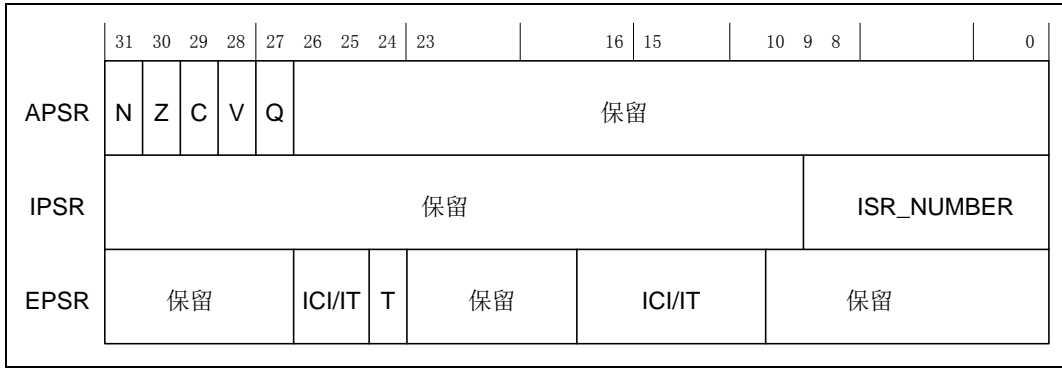 31 30 29 28 27 26 25 24 23 16 15 10 9 8 0
APSR N Z C V Q 保留
IPSR 保留 ISR_NUMBER
EPSR 保留 ICI/IT T 保留 ICI/IT 保留